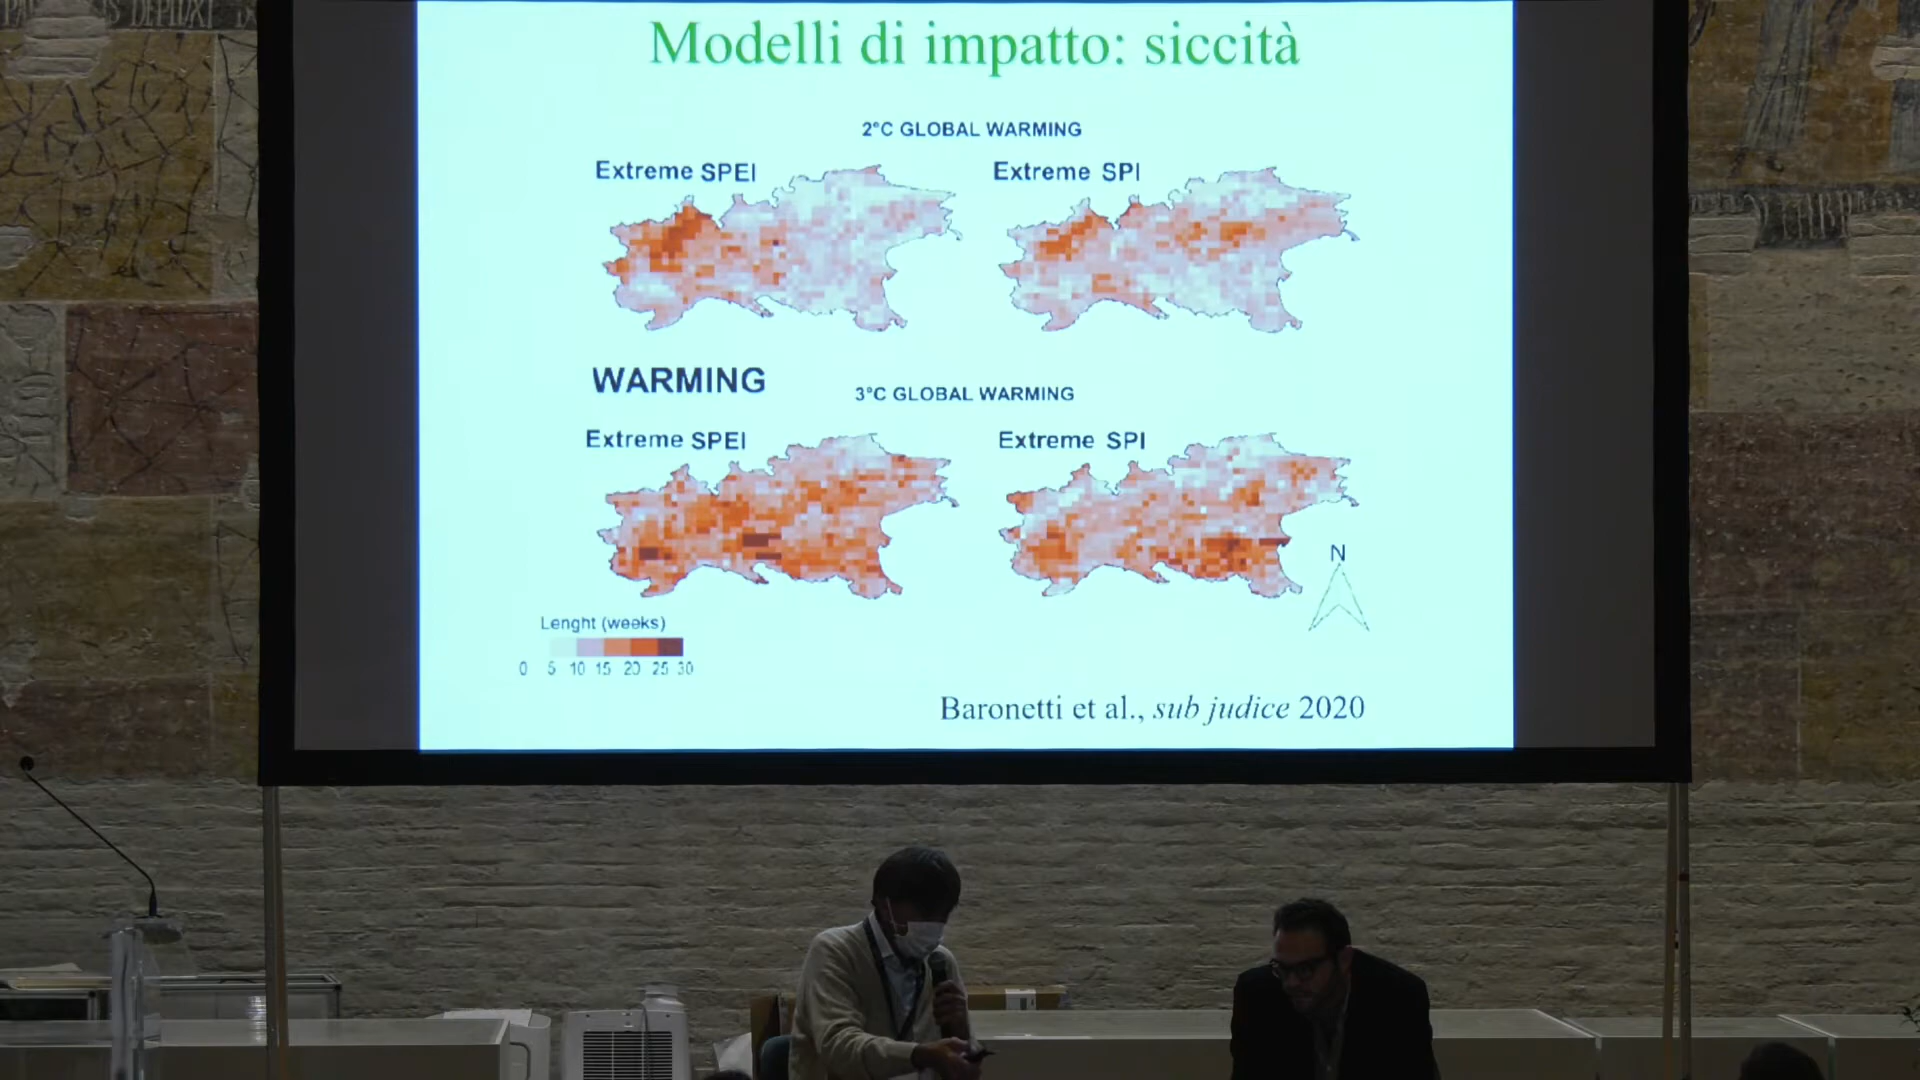 Modelli di impatto: siccità
2°C GLOBAL WARMING
Extreme SPEI
Extreme SPI
WARMING
3°C GLOBAL WARMING
Extreme SPEI
Extreme SPI
N
Lenght (weeks)
0 5 10 15 20 25 30
Baronetti et al., sub judice 2020